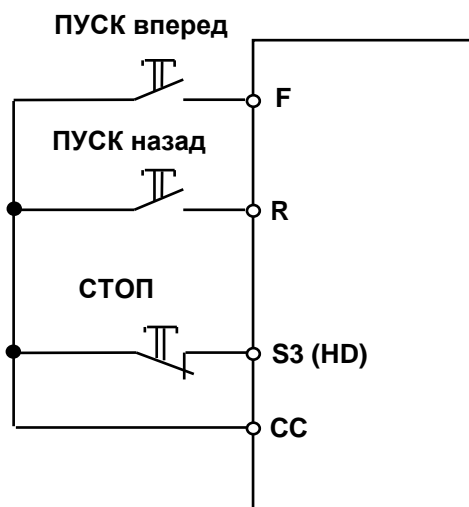 ПУСК вперед
F
ПУСК назад
R
СТОП
S3 (HD)
CC